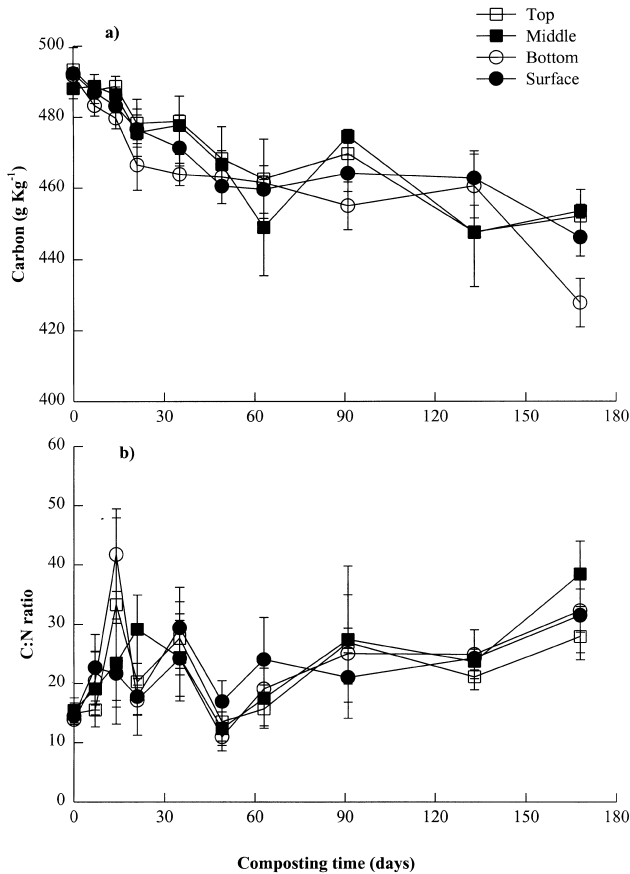 a)
Top
Middle
Bottom
Surface
500
480
460
440
420
400
Carbon (g Kg-1)
0 30 60 90 120 150 180
b)
60
50
40
30
20
10
0
C:N ratio
0 30 60 90 120 150 180
Composting time (days)